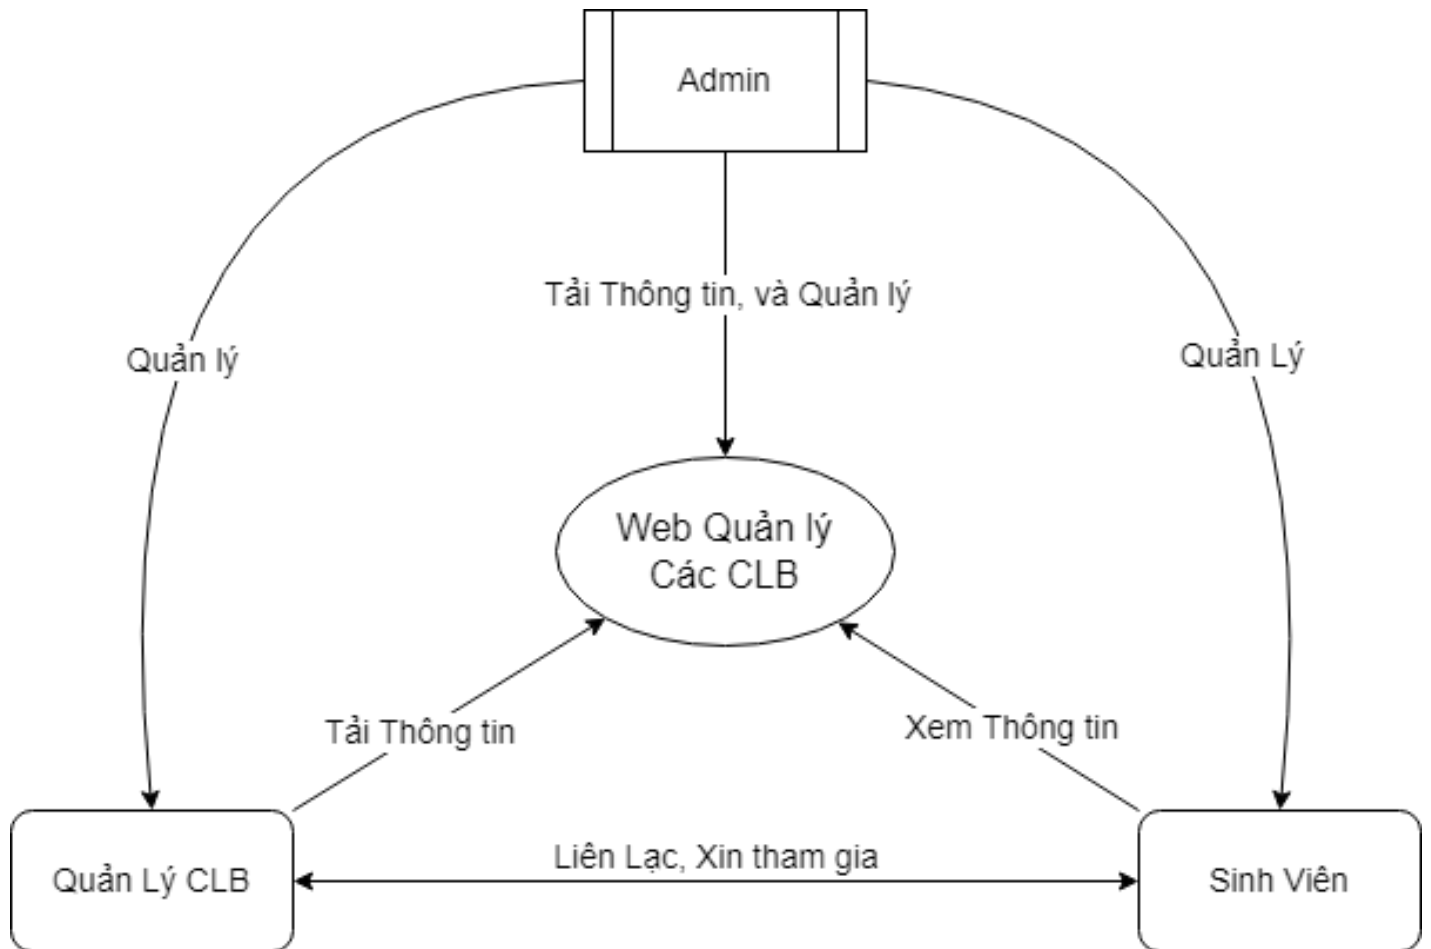 Admin
Tải Thông tin, và Quản lý
Quản lý
Quản Lý
Web Quản lý
Các CLB
Tải Thông tin
Xem Thông tin
Liên Lạc, Xin tham gia
Quản Lý CLB
Sinh Viên